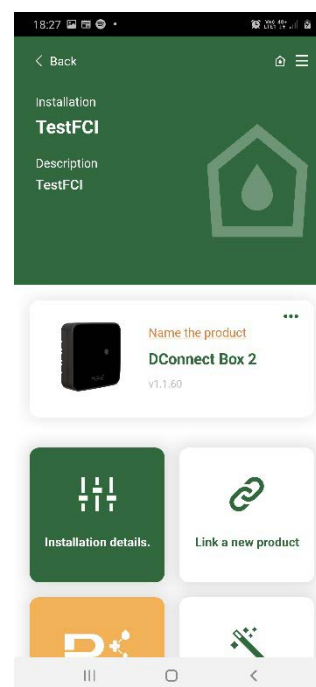 18:27
Back
Installation
TestFCI
Description
TestFCI
Name the product
DConnect Box 2
v1.1.60
Installation details.
Link a new product